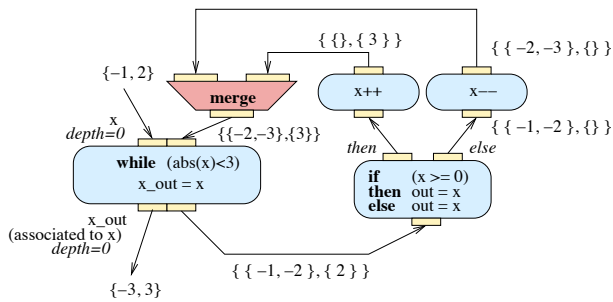 { {}, { 3 } }
{ { −2, −3 }, {} }
{−1, 2}
merge
x++
x−−
x
depth=0
{{−2,−3},{3}}
{ { −1, −2 }, {} }
then
else
while (abs(x)<3)
x_out = x
if (x >= 0)
then out = x
else out = x
x_out
(associated to x)
depth=0
{ { −1, −2 }, { 2 } }
{−3, 3}